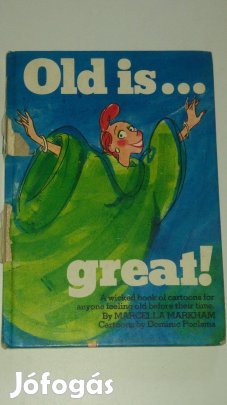 Old is...
great!
A wicked book of cartoons for
anyone feeling old before their time.
By MARCELLA MARKHAM
Cartoons by Dominic Poelsma
Jófogás